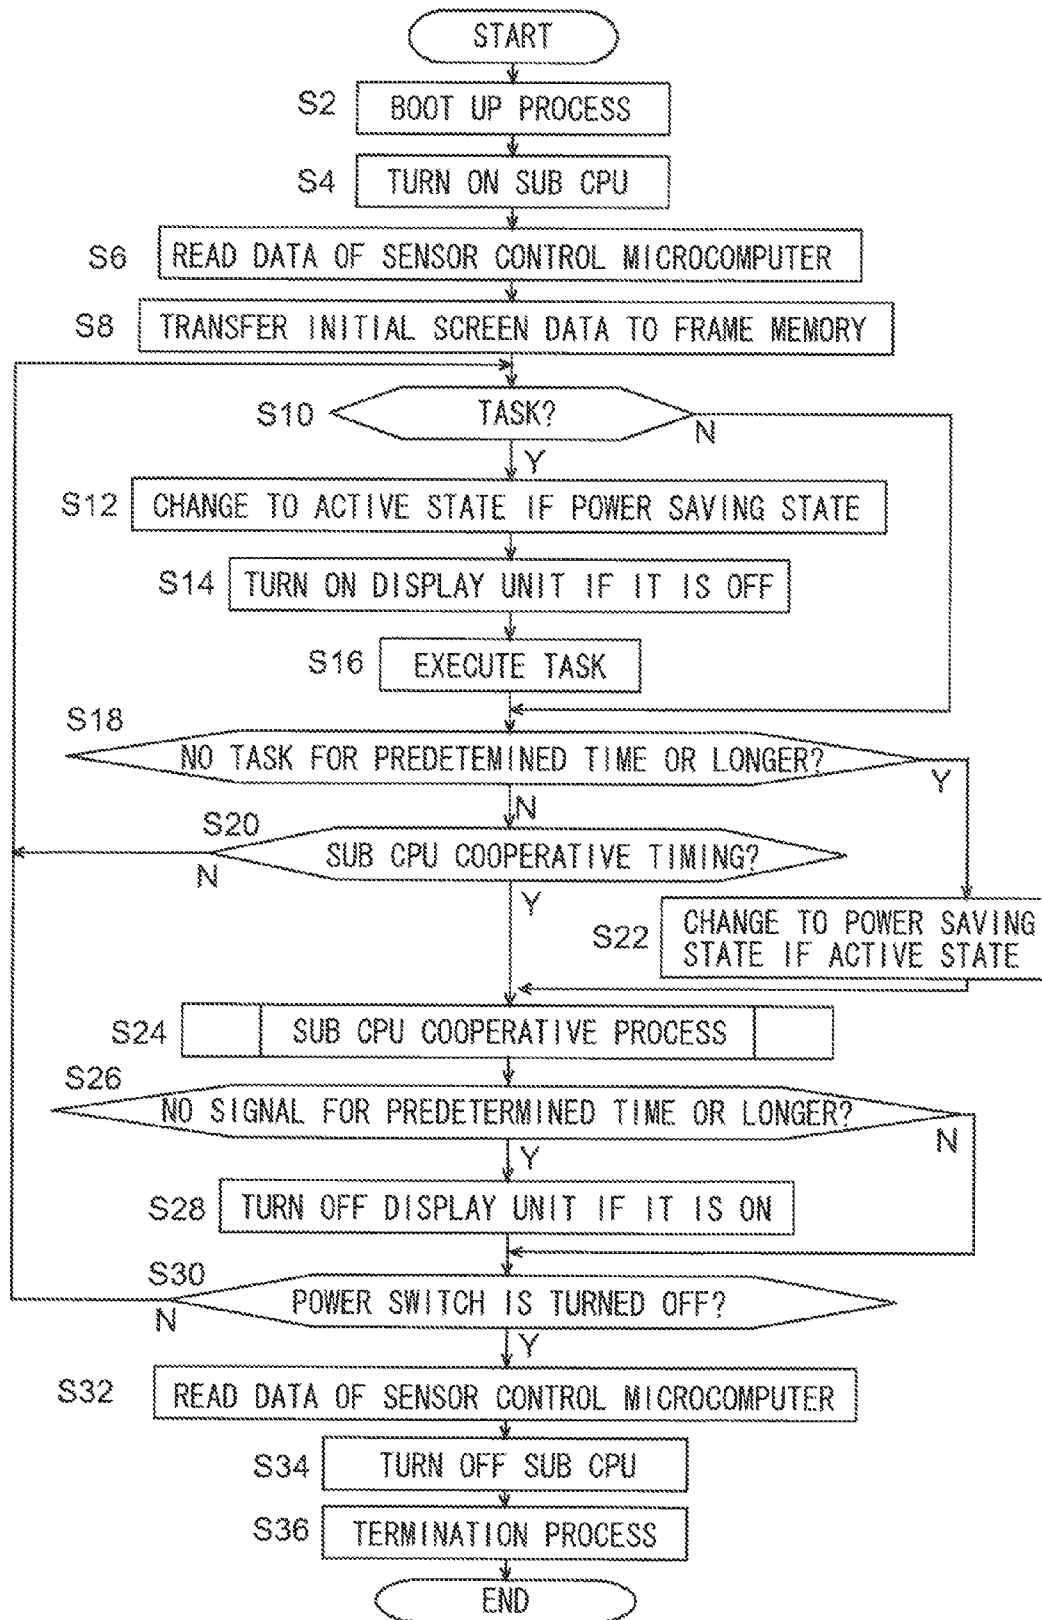 START
S2
BOOT UP PROCESS
S4
TURN ON SUB CPU
S6
READ DATA OF SENSOR CONTROL MICROCOMPUTER
S8
TRANSFER INITIAL SCREEN DATA TO FRAME MEMORY
S10
TASK?
N
Y
S12
CHANGE TO ACTIVE STATE IF POWER SAVING STATE
S14
TURN ON DISPLAY UNIT IF IT IS OFF
S16
EXECUTE TASK
S18
NO TASK FOR PREDETEMINED TIME OR LONGER?
Y
N
S20
SUB CPU COOPERATIVE TIMING?
N
Y
S22
CHANGE TO POWER SAVING
STATE IF ACTIVE STATE
S24
SUB CPU COOPERATIVE PROCESS
S26
NO SIGNAL FOR PREDETERMINED TIME OR LONGER?
N
Y
S28
TURN OFF DISPLAY UNIT IF IT IS ON
S30
POWER SWITCH IS TURNED OFF?
N
Y
S32
READ DATA OF SENSOR CONTROL MICROCOMPUTER
S34
TURN OFF SUB CPU
S36
TERMINATION PROCESS
END